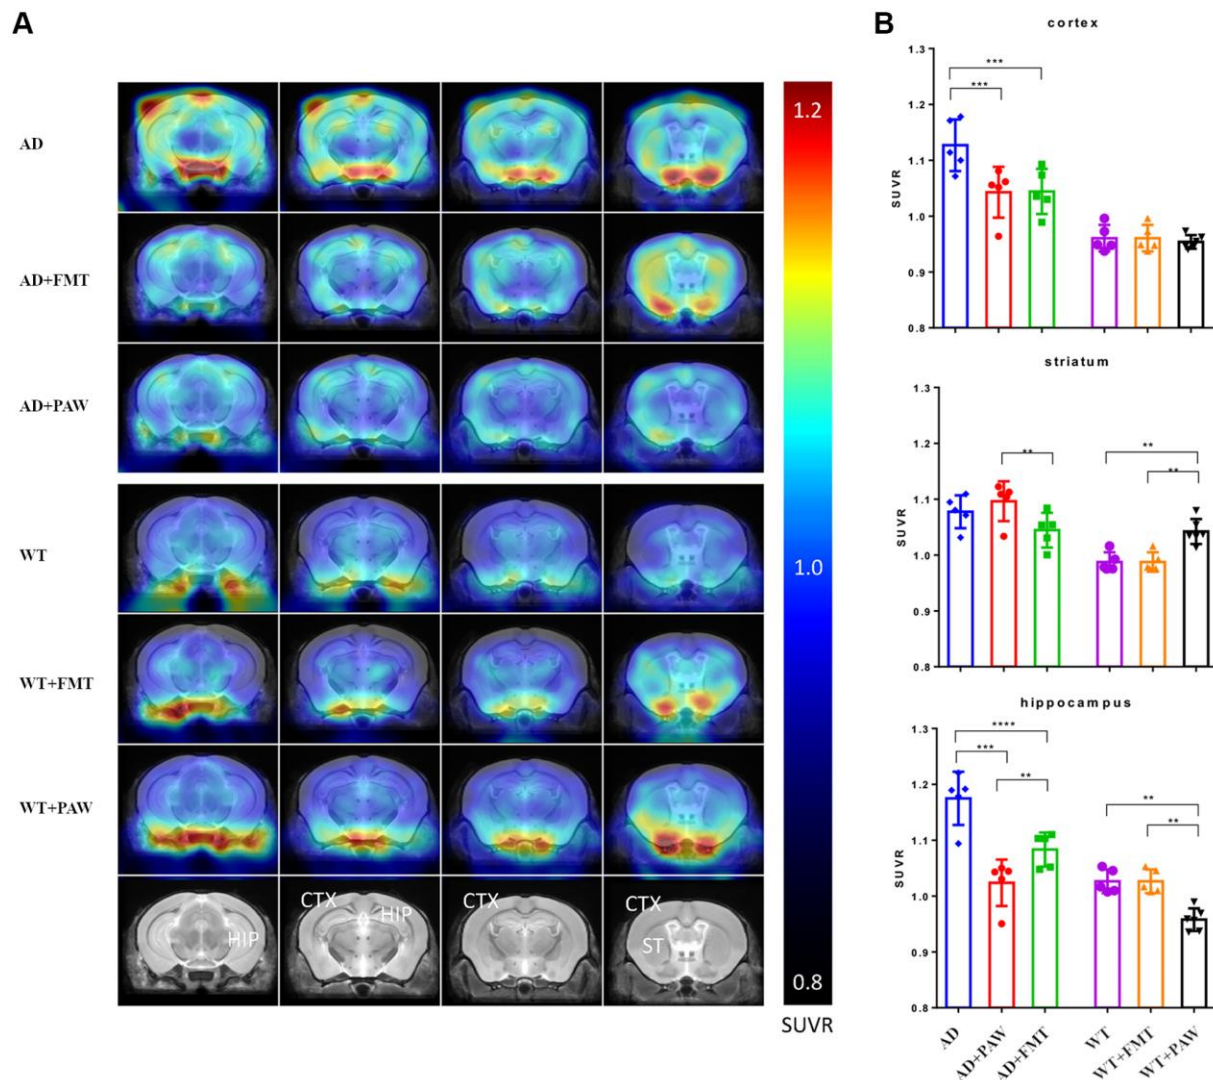 A
AD
AD+FMT
AD+PAW
WT
WT+FMT
WT+PAW
CTX
HIP
HIP
CTX
CTX
ST
1.2
1.0
0.8
SUVR
B
cortex
1.3
1.2
1.1
1.0
0.9
0.8
SUVR
***
***
striatum
1.3
1.2
1.1
1.0
0.9
0.8
SUVR
**
**
**
hippocampus
1.3
1.2
1.1
1.0
0.9
0.8
SUVR
****
***
**
**
**
AD
AD+PAW
AD+FMT
WT
WT+FMT
WT+PAW